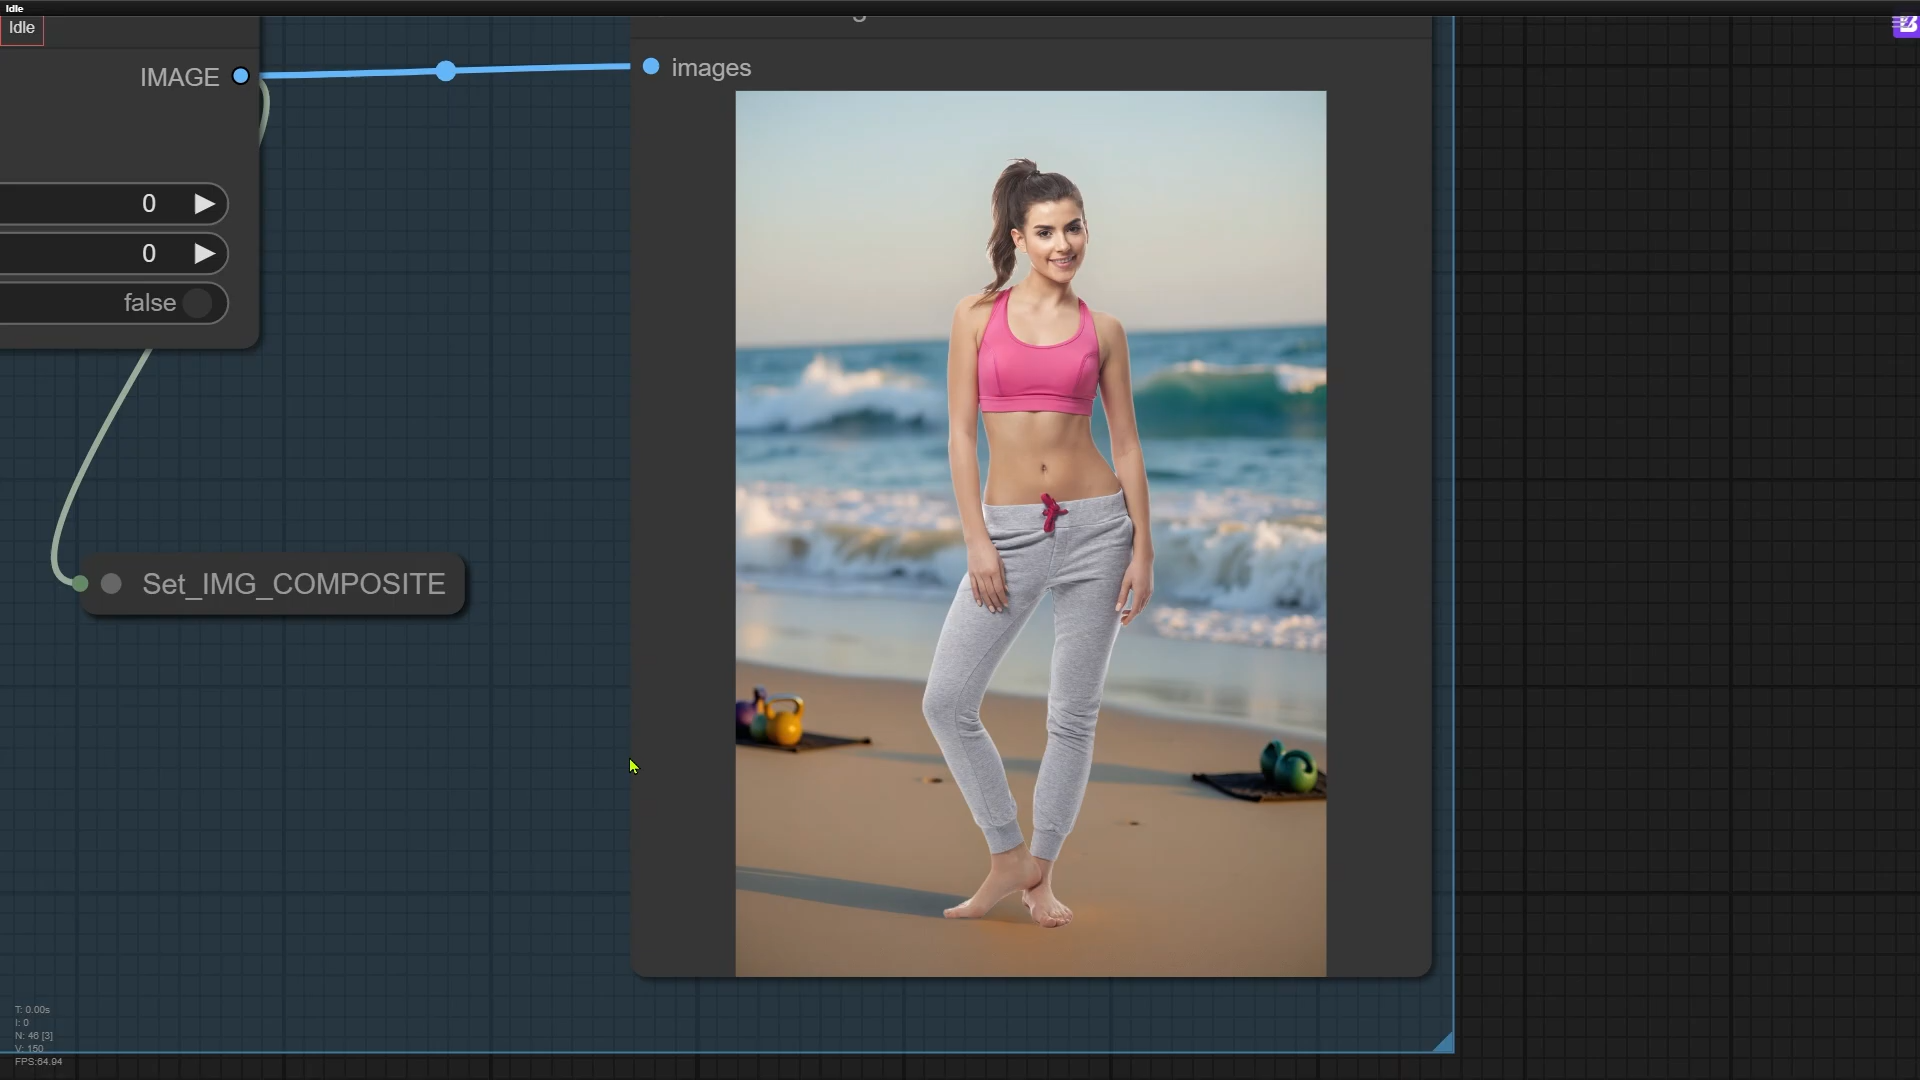 Idle
Idle
IMAGE
images
0
0
false
Set_IMG_COMPOSITE
T: 0.00s
I: 0
N: 46 [3]
V: 150
FPS:64.94